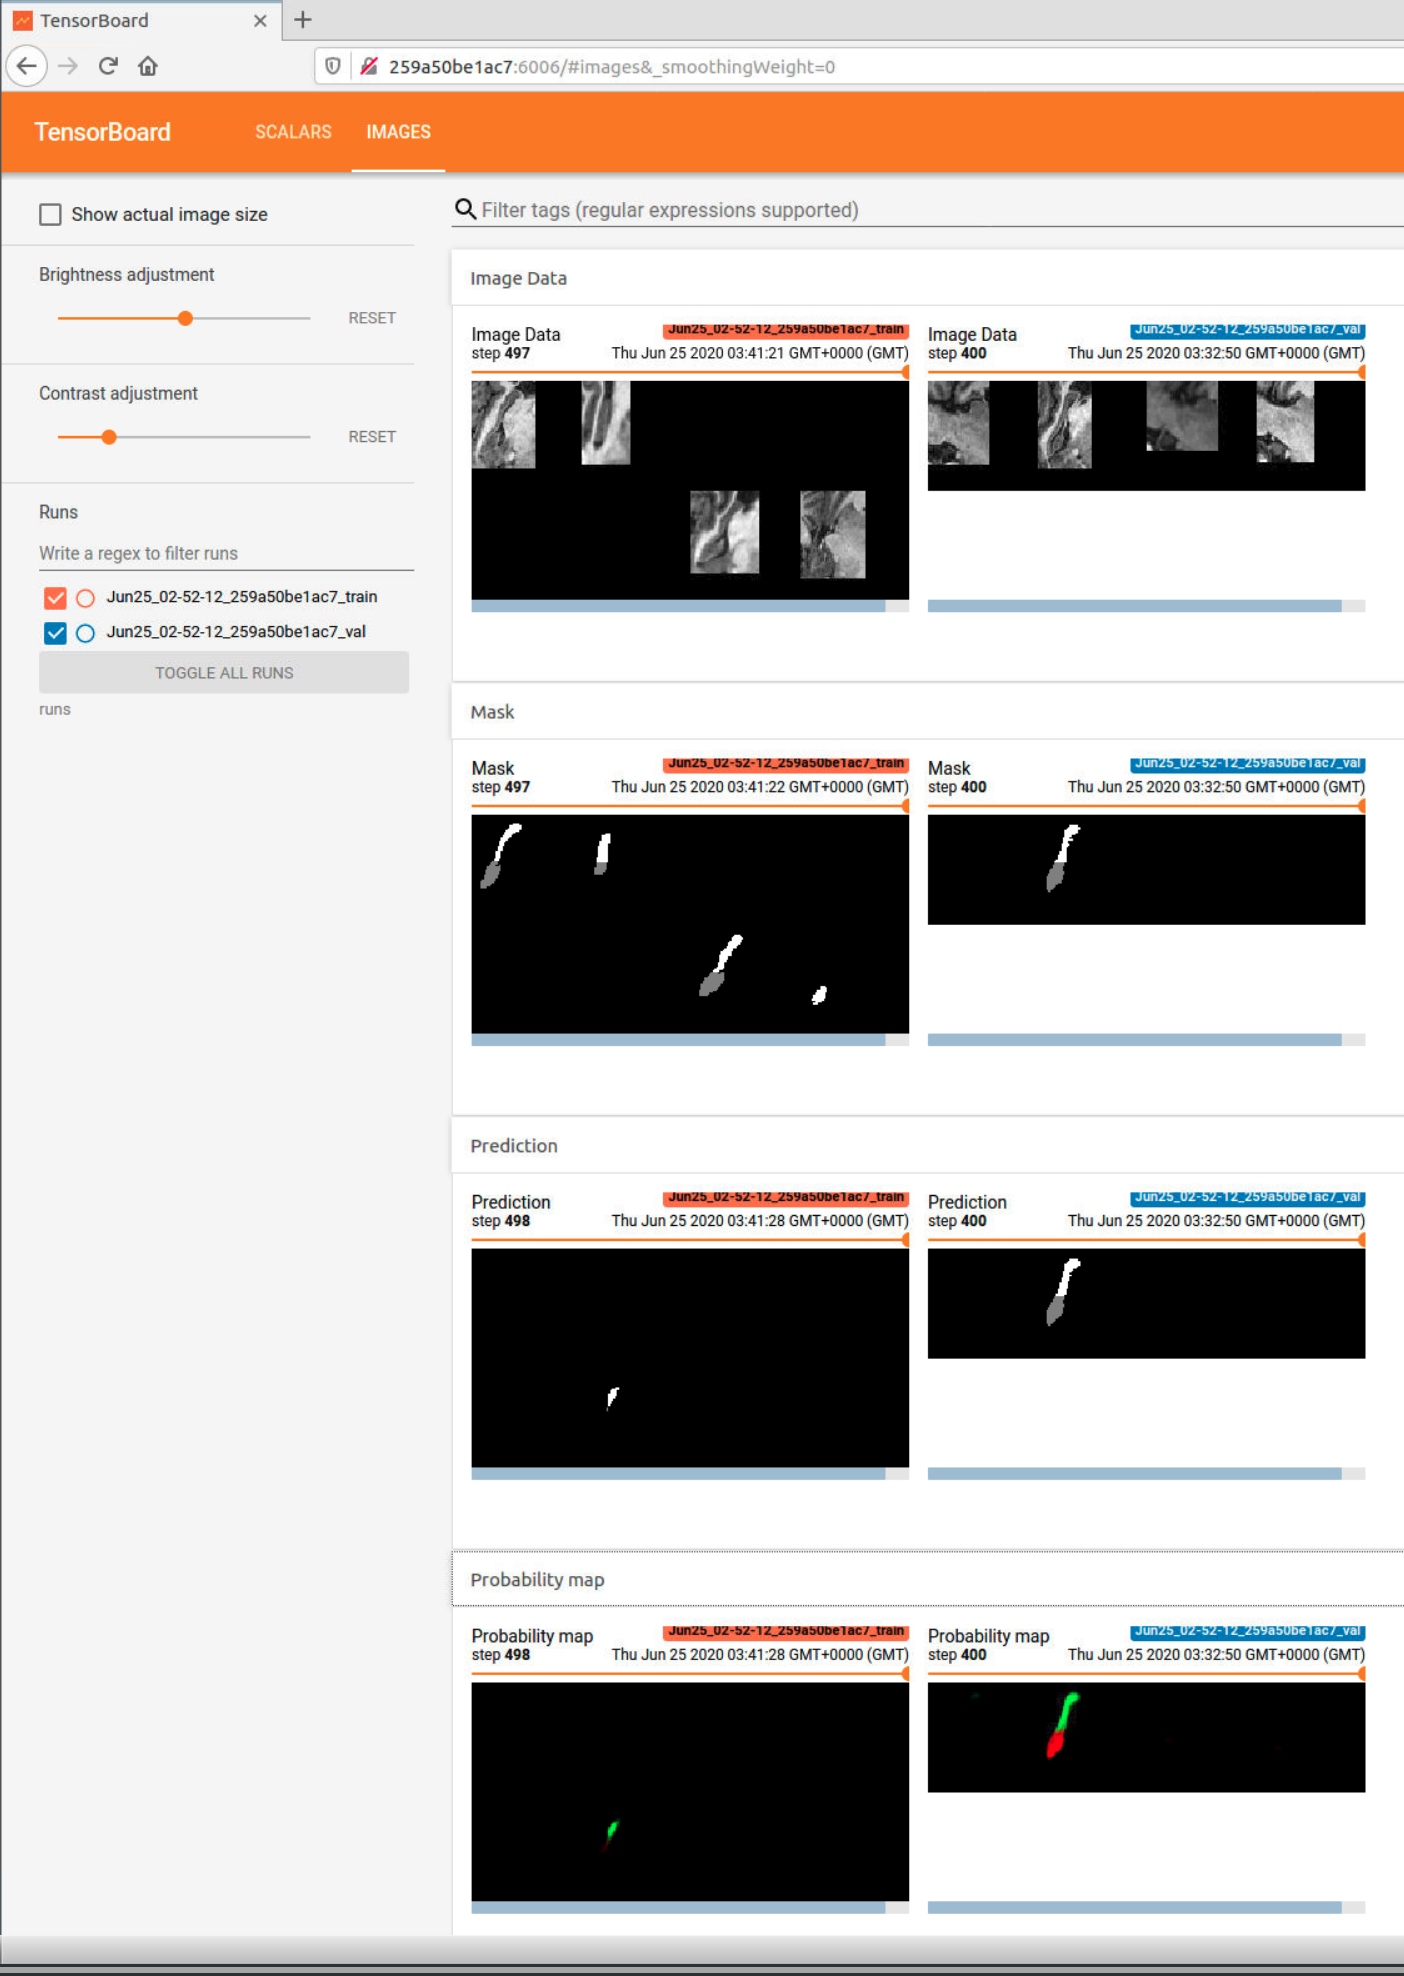 TensorBoard
259a50be1ac7:6006/#images&_smoothingWeight=0
TensorBoard SCALARS IMAGES
Show actual image size
Filter tags (regular expressions supported)
Brightness adjustment
RESET
Contrast adjustment
RESET
Runs
Write a regex to filter runs
Jun25_02-52-12_259a50be1ac7_train
Jun25_02-52-12_259a50be1ac7_val
TOGGLE ALL RUNS
runs
Image Data
Image Data Jun25_02-52-12_259a50be1ac7_train
step 497 Thu Jun 25 2020 03:41:21 GMT+0000 (GMT)
Image Data Jun25_02-52-12_259a50be1ac7_val
step 400 Thu Jun 25 2020 03:32:50 GMT+0000 (GMT)
Mask
Mask Jun25_02-52-12_259a50be1ac7_train
step 497 Thu Jun 25 2020 03:41:22 GMT+0000 (GMT)
Mask Jun25_02-52-12_259a50be1ac7_val
step 400 Thu Jun 25 2020 03:32:50 GMT+0000 (GMT)
Prediction
Prediction Jun25_02-52-12_259a50be1ac7_train
step 498 Thu Jun 25 2020 03:41:28 GMT+0000 (GMT)
Prediction Jun25_02-52-12_259a50be1ac7_val
step 400 Thu Jun 25 2020 03:32:50 GMT+0000 (GMT)
Probability map
Probability map Jun25_02-52-12_259a50be1ac7_train
step 498 Thu Jun 25 2020 03:41:28 GMT+0000 (GMT)
Probability map Jun25_02-52-12_259a50be1ac7_val
step 400 Thu Jun 25 2020 03:32:50 GMT+0000 (GMT)